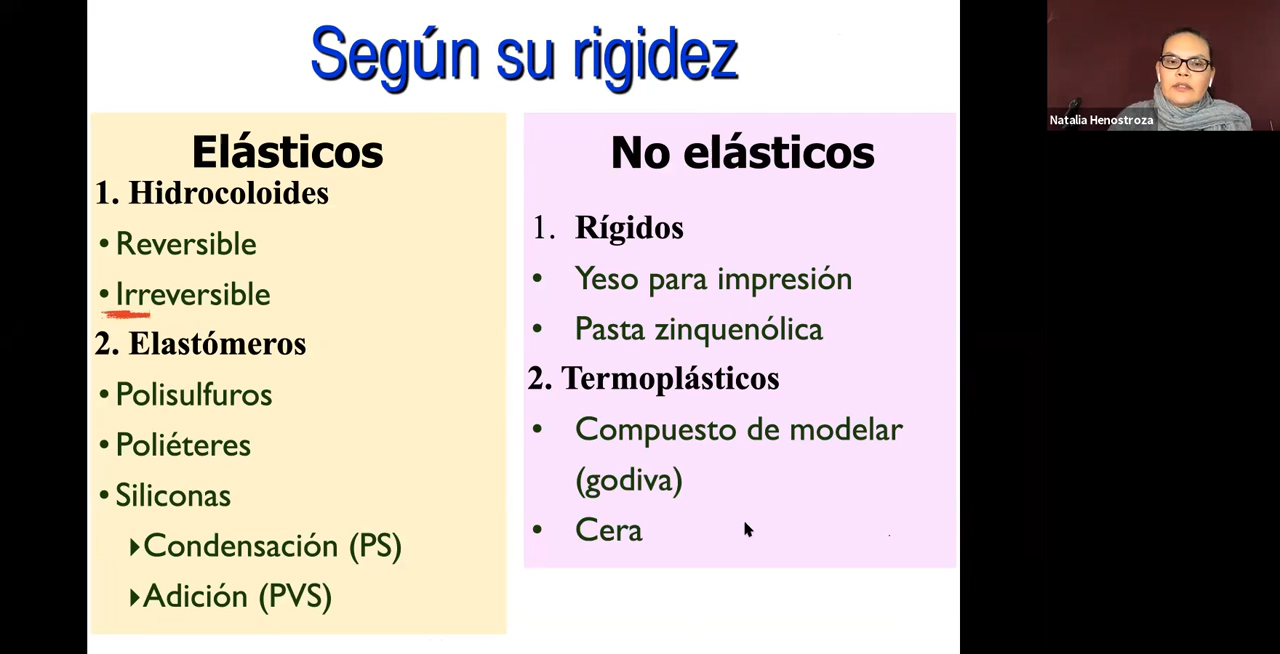 Según su rigidez
Elásticos
1. Hidrocoloides
• Reversible
• Irreversible
2. Elastómeros
• Polisulfuros
• Poliéteres
• Siliconas
▸Condensación (PS)
▸Adición (PVS)
No elásticos
1. Rígidos
• Yeso para impresión
• Pasta zinquenólica
2. Termoplásticos
• Compuesto de modelar
(godiva)
• Cera
Natalia Henostroza